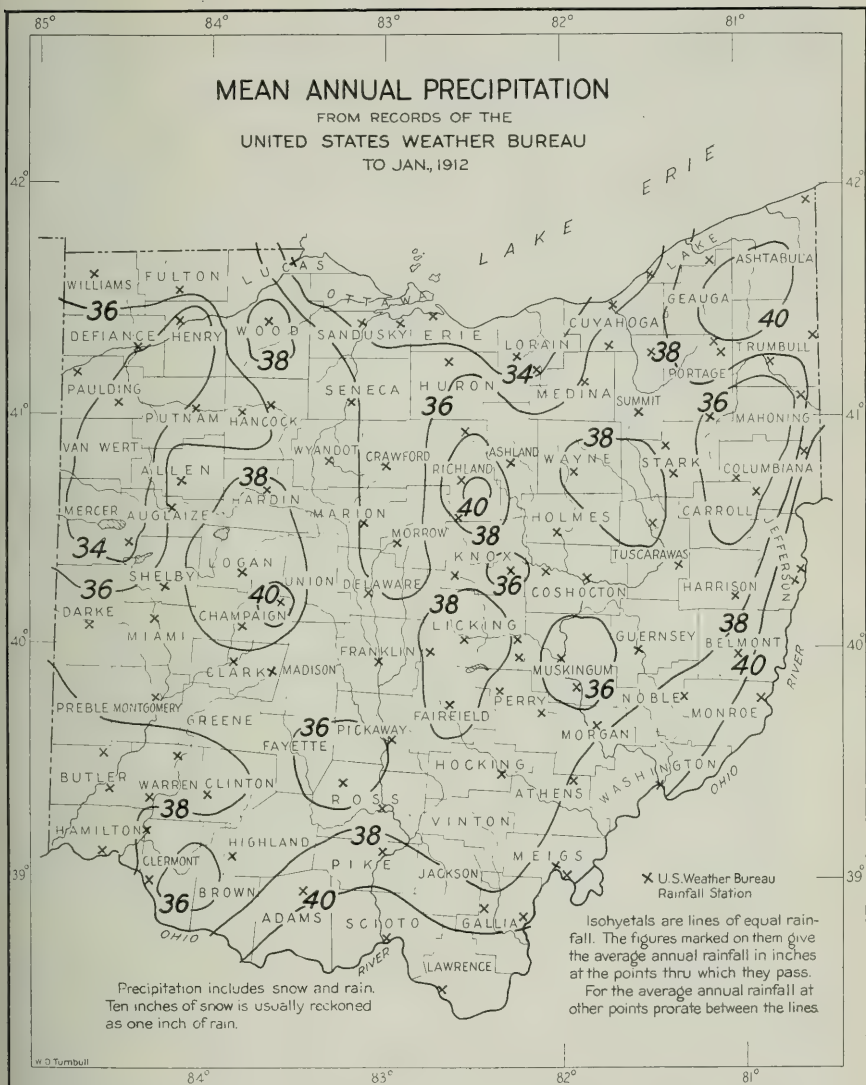 85° 84° 83° 82° 81°
MEAN ANNUAL PRECIPITATION
FROM RECORDS OF THE
UNITED STATES WEATHER BUREAU
TO JAN., 1912
42° 42°
LAKE ERIE
LAKE
ASHTABULA
WILLIAMS FULTON LUCAS
OTTAWA
GEAUGA
36
DEFIANCE HENRY WOOD SANDUSKY ERIE LORAIN CUYAHOGA 40
38 34 38 TRUMBULL
PORTAGE
PAULDING SENECA HURON MEDINA SUMMIT
36 36
41° 41°
PUTNAM HANCOCK MAHONING
VAN WERT WYANDOT CRAWFORD RICHLAND ASHLAND WAYNE 38 STARK COLUMBIANA
ALLEN 38 HARDIN
40
MERCER AUGLAIZE MARION 38 HOLMES CARROLL
34 MORROW JEFFERSON
LOGAN KNOX TUSCARAWAS
36 SHELBY UNION DELAWARE 36 COSHOCTON HARRISON
40
DARKE CHAMPAIGN 38
40° 40°
MIAMI LICKING GUERNSEY 38 BELMONT
FRANKLIN 40
CLARK MADISON MUSKINGUM RIVER
36
PREBLE MONTGOMERY PERRY NOBLE
GREENE 36 PICKAWAY FAIRFIELD MONROE
FAYETTE MORGAN
HOCKING WASHINGTON
BUTLER WARREN CLINTON ROSS ATHENS OHIO
38 VINTON
HAMILTON HIGHLAND 38 MEIGS
CLERMONT PIKE JACKSON
39° 39°
36 BROWN 40
ADAMS SCIOTO GALLIA
OHIO RIVER
LAWRENCE
X U.S. Weather Bureau
Rainfall Station
Isohyetals are lines of equal rain-
fall. The figures marked on them give
the average annual rainfall in inches
at the points thru which they pass.
For the average annual rainfall at
other points prorate between the lines
Precipitation includes snow and rain.
Ten inches of snow is usually reckoned
as one inch of rain.
W D Turnbull
84° 83° 82° 81°